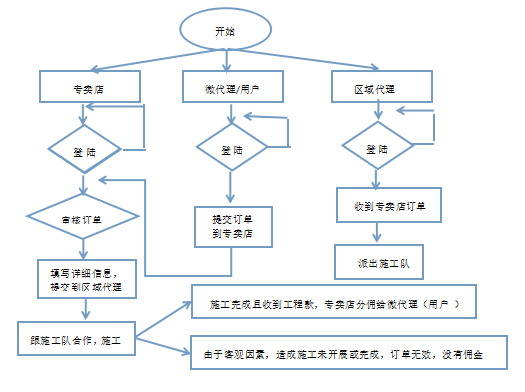 开始
专卖店
微代理/用户
区域代理
登 陆
登 陆
登 陆
审核订单
提交订单
到专卖店
收到专卖店订单
派出施工队
填写详细信息，
提交到区域代理
跟施工队合作，施工
施工完成且收到工程款，专卖店分佣给微代理（用户 ）
由于客观因素，造成施工未开展或完成，订单无效，没有佣金